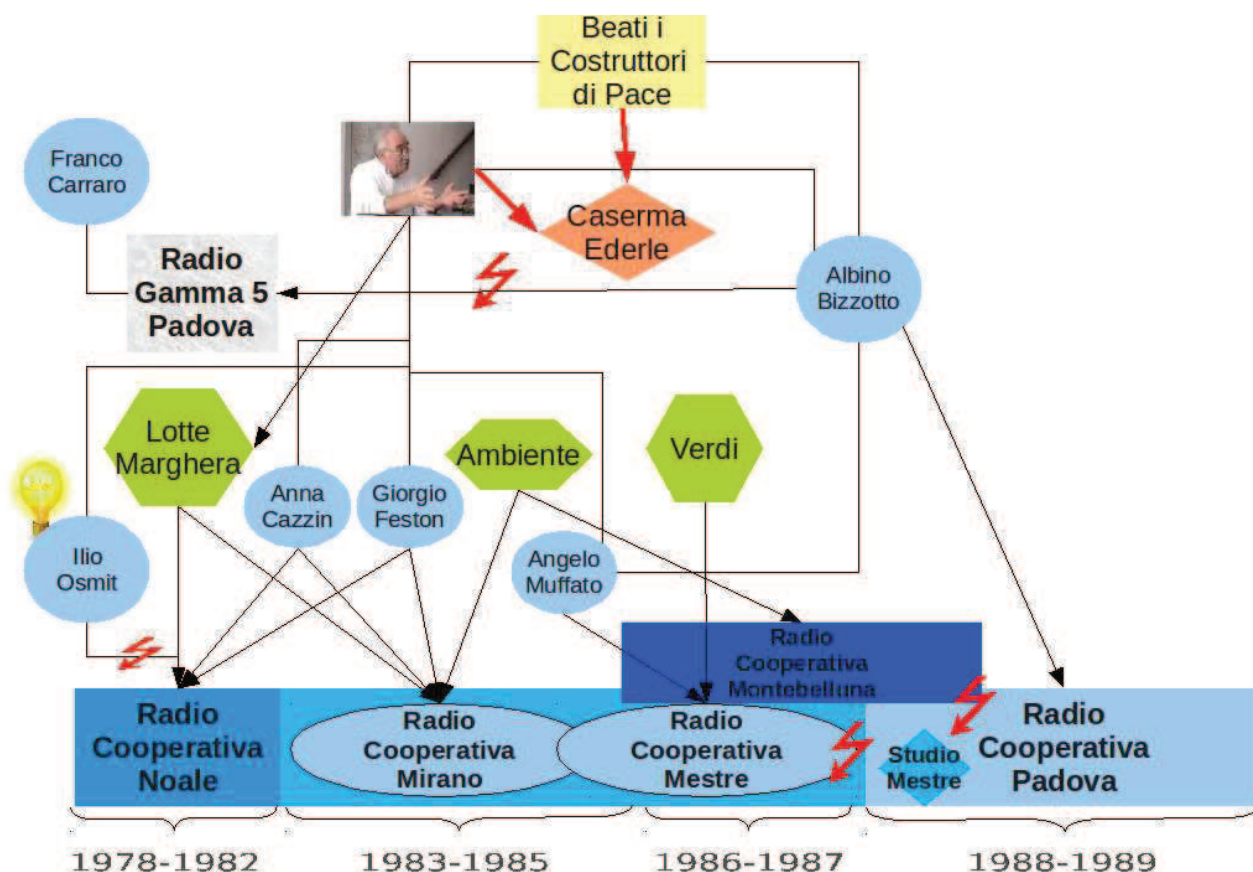 Beati i
Costruttori
di Pace
Franco
Carraro
Caserma
Ederle
Radio
Gamma 5
Padova
Albino
Bizzotto
Lotte
Marghera
Ambiente
Verdi
Anna
Cazzin
Giorgio
Feston
Ilio
Osmit
Angelo
Muffato
Radio
Cooperativa
Montebelluna
Radio
Cooperativa
Noale
Radio
Cooperativa
Mirano
Radio
Cooperativa
Mestre
Studio
Mestre
Radio
Cooperativa
Padova
1978-1982
1983-1985
1986-1987
1988-1989